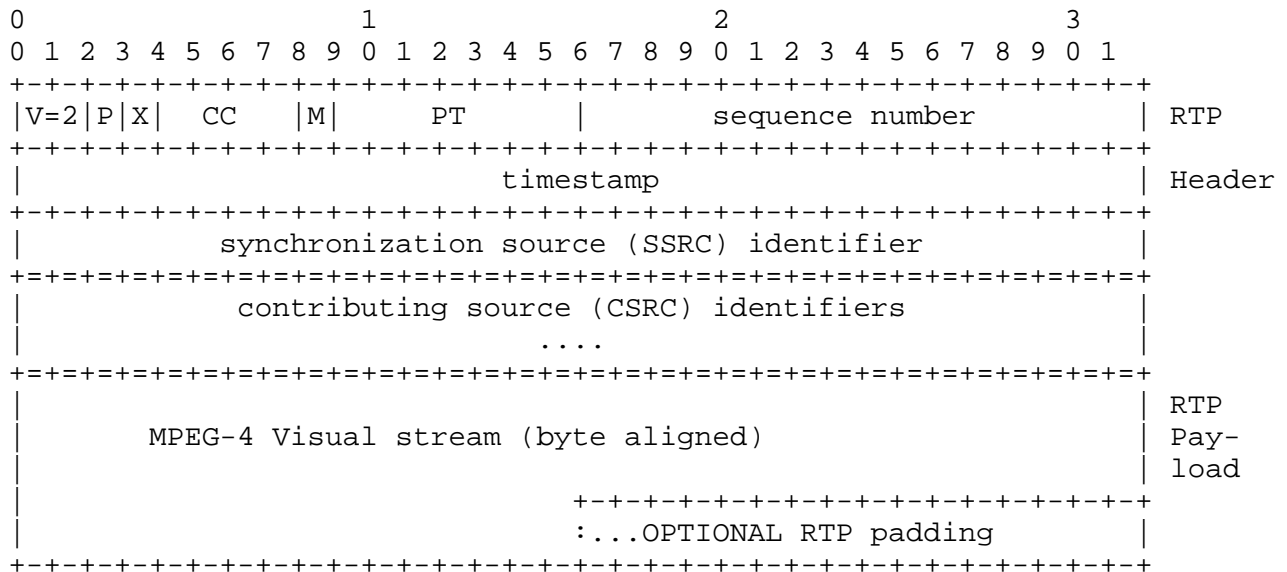 0                   1                   2                   3
0 1 2 3 4 5 6 7 8 9 0 1 2 3 4 5 6 7 8 9 0 1 2 3 4 5 6 7 8 9 0 1
+-+-+-+-+-+-+-+-+-+-+-+-+-+-+-+-+-+-+-+-+-+-+-+-+-+-+-+-+-+-+-+-+
|V=2|P|X|  CC   |M|     PT      |       sequence number         | RTP
+-+-+-+-+-+-+-+-+-+-+-+-+-+-+-+-+-+-+-+-+-+-+-+-+-+-+-+-+-+-+-+-+
|                           timestamp                           | Header
+-+-+-+-+-+-+-+-+-+-+-+-+-+-+-+-+-+-+-+-+-+-+-+-+-+-+-+-+-+-+-+-+
|           synchronization source (SSRC) identifier            |
+=+=+=+=+=+=+=+=+=+=+=+=+=+=+=+=+=+=+=+=+=+=+=+=+=+=+=+=+=+=+=+=+
|            contributing source (CSRC) identifiers             |
|                             ....                              |
+=+=+=+=+=+=+=+=+=+=+=+=+=+=+=+=+=+=+=+=+=+=+=+=+=+=+=+=+=+=+=+=+
|                                                               | RTP
|       MPEG-4 Visual stream (byte aligned)                     | Pay-
|                                                               | load
|                               +-+-+-+-+-+-+-+-+-+-+-+-+-+-+-+-+
|                               :...OPTIONAL RTP padding        |
+-+-+-+-+-+-+-+-+-+-+-+-+-+-+-+-+-+-+-+-+-+-+-+-+-+-+-+-+-+-+-+-+